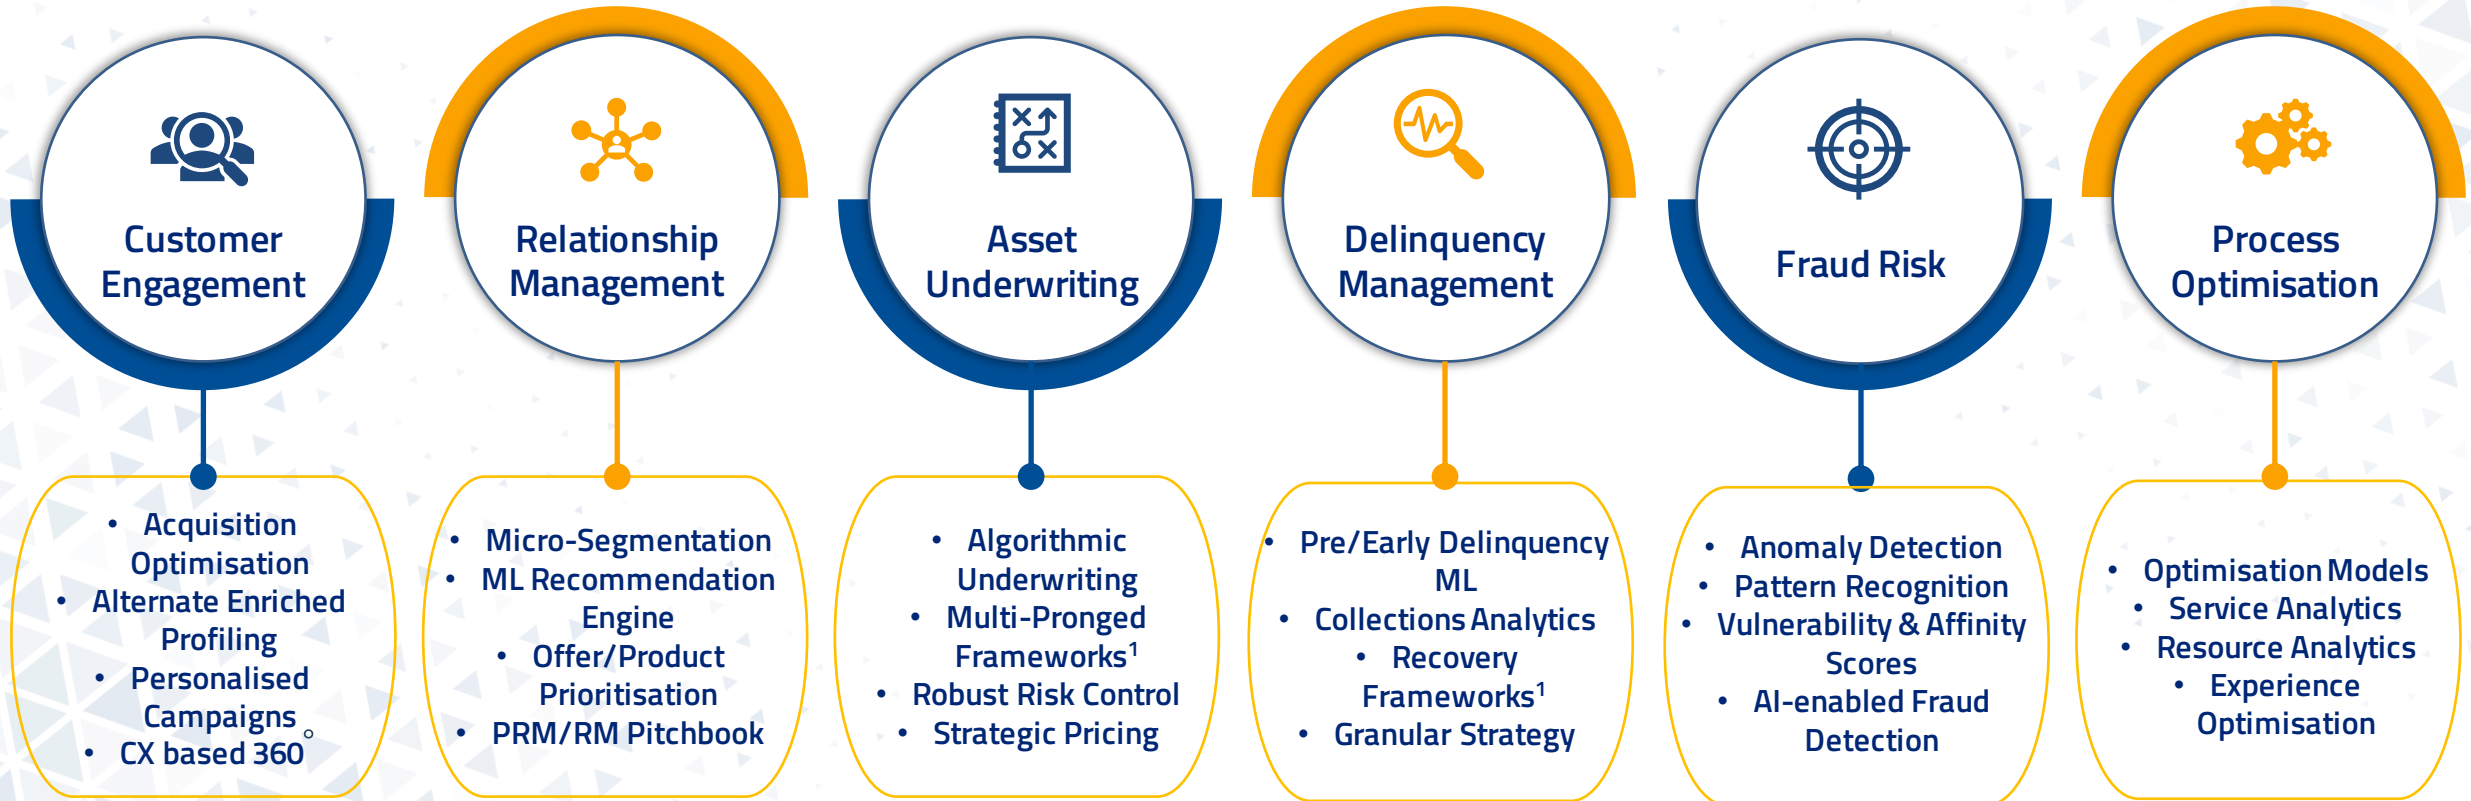 Customer
Engagement
Relationship
Management
Asset
Underwriting
Delinquency
Management
Fraud Risk
Process
Optimisation
• Acquisition
Optimisation
• Alternate Enriched
Profiling
• Personalised
Campaigns
• CX based 360°
• Micro-Segmentation
• ML Recommendation
Engine
• Offer/Product
Prioritisation
• PRM/RM Pitchbook
• Algorithmic
Underwriting
• Multi-Pronged
Frameworks¹
• Robust Risk Control
• Strategic Pricing
• Pre/Early Delinquency
ML
• Collections Analytics
• Recovery
Frameworks¹
• Granular Strategy
• Anomaly Detection
• Pattern Recognition
• Vulnerability & Affinity
Scores
• AI-enabled Fraud
Detection
• Optimisation Models
• Service Analytics
• Resource Analytics
• Experience
Optimisation